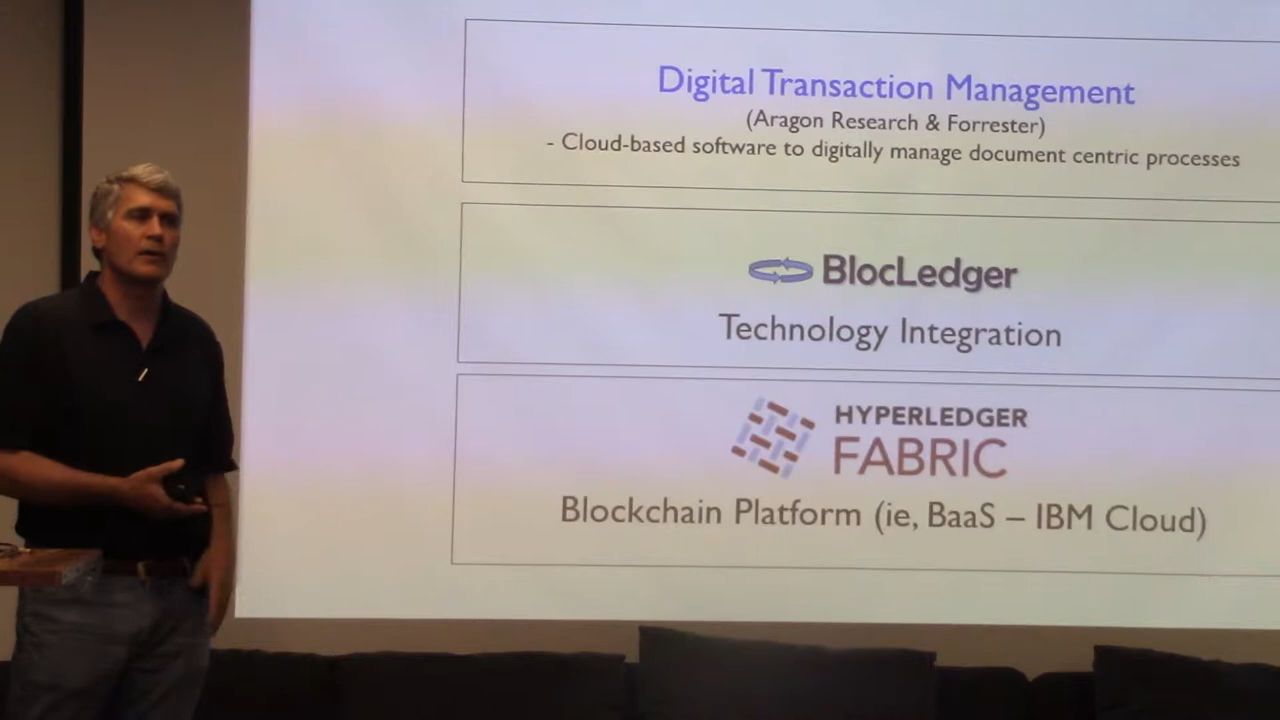 Digital Transaction Management
(Aragon Research & Forrester)
- Cloud-based software to digitally manage document centric processes
BlocLedger
Technology Integration
HYPERLEDGER
FABRIC
Blockchain Platform (ie, BaaS – IBM Cloud)